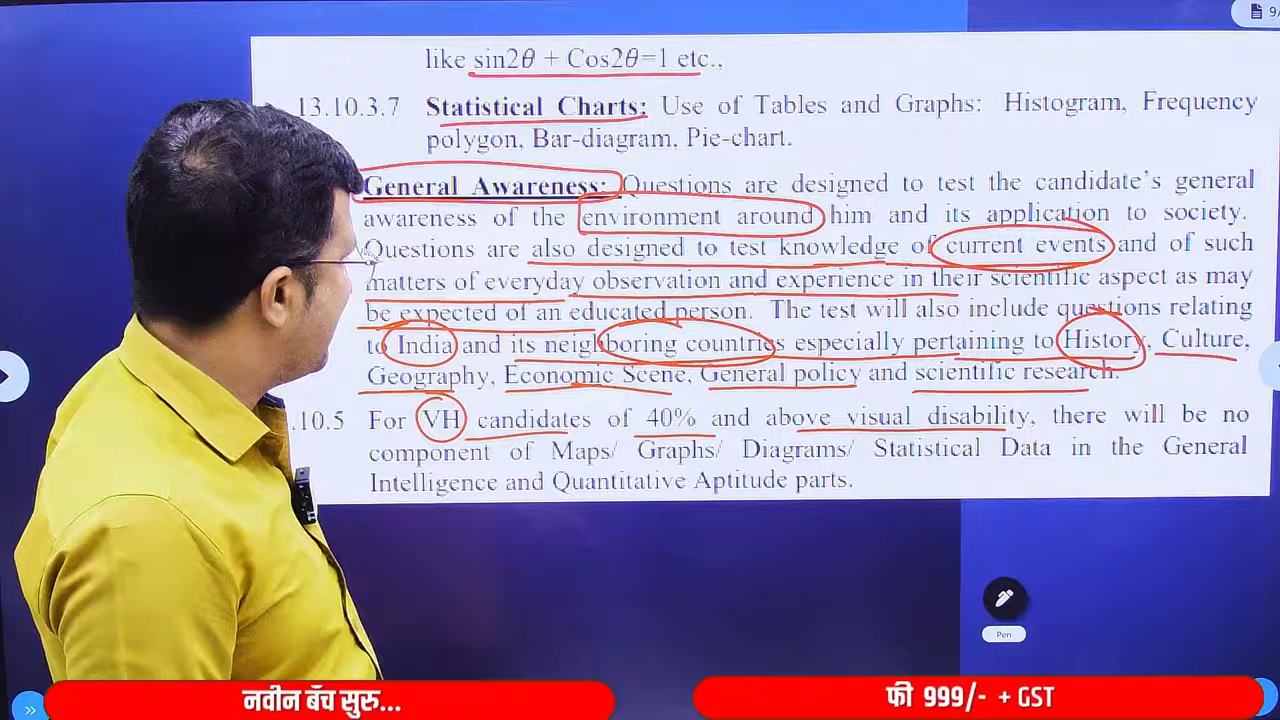 9/
like sin2θ + Cos2θ=1 etc.,
13.10.3.7 Statistical Charts: Use of Tables and Graphs: Histogram, Frequency
polygon, Bar-diagram, Pie-chart.
General Awareness: Questions are designed to test the candidate’s general
awareness of the environment around him and its application to society.
Questions are also designed to test knowledge of current events and of such
matters of everyday observation and experience in their scientific aspect as may
be expected of an educated person. The test will also include questions relating
to India and its neighboring countries especially pertaining to History, Culture,
Geography, Economic Scene, General policy and scientific research.
.10.5 For VH candidates of 40% and above visual disability, there will be no
component of Maps/ Graphs/ Diagrams/ Statistical Data in the General
Intelligence and Quantitative Aptitude parts.
Pen
नवीन बॅच सुरु...
फी 999/- + GST